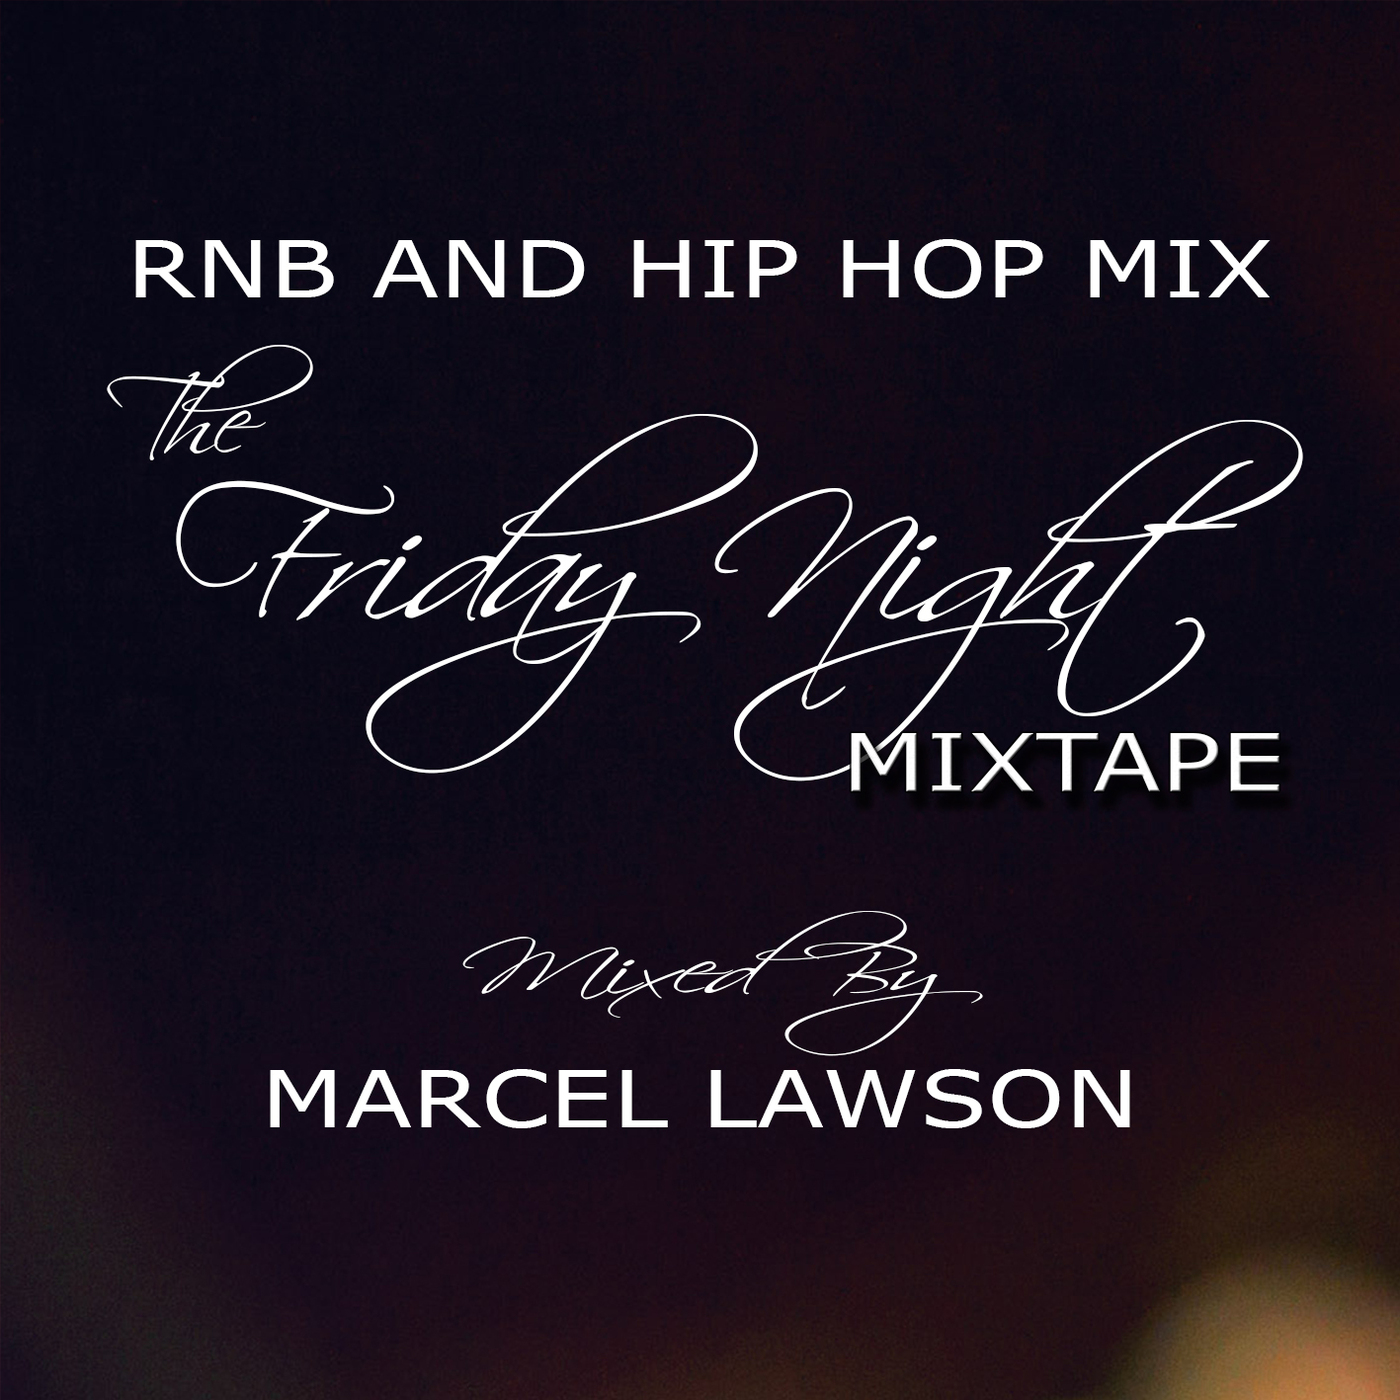 RNB AND HIP HOP MIX
The
Friday Night
MIXTAPE
Mixed By
MARCEL LAWSON